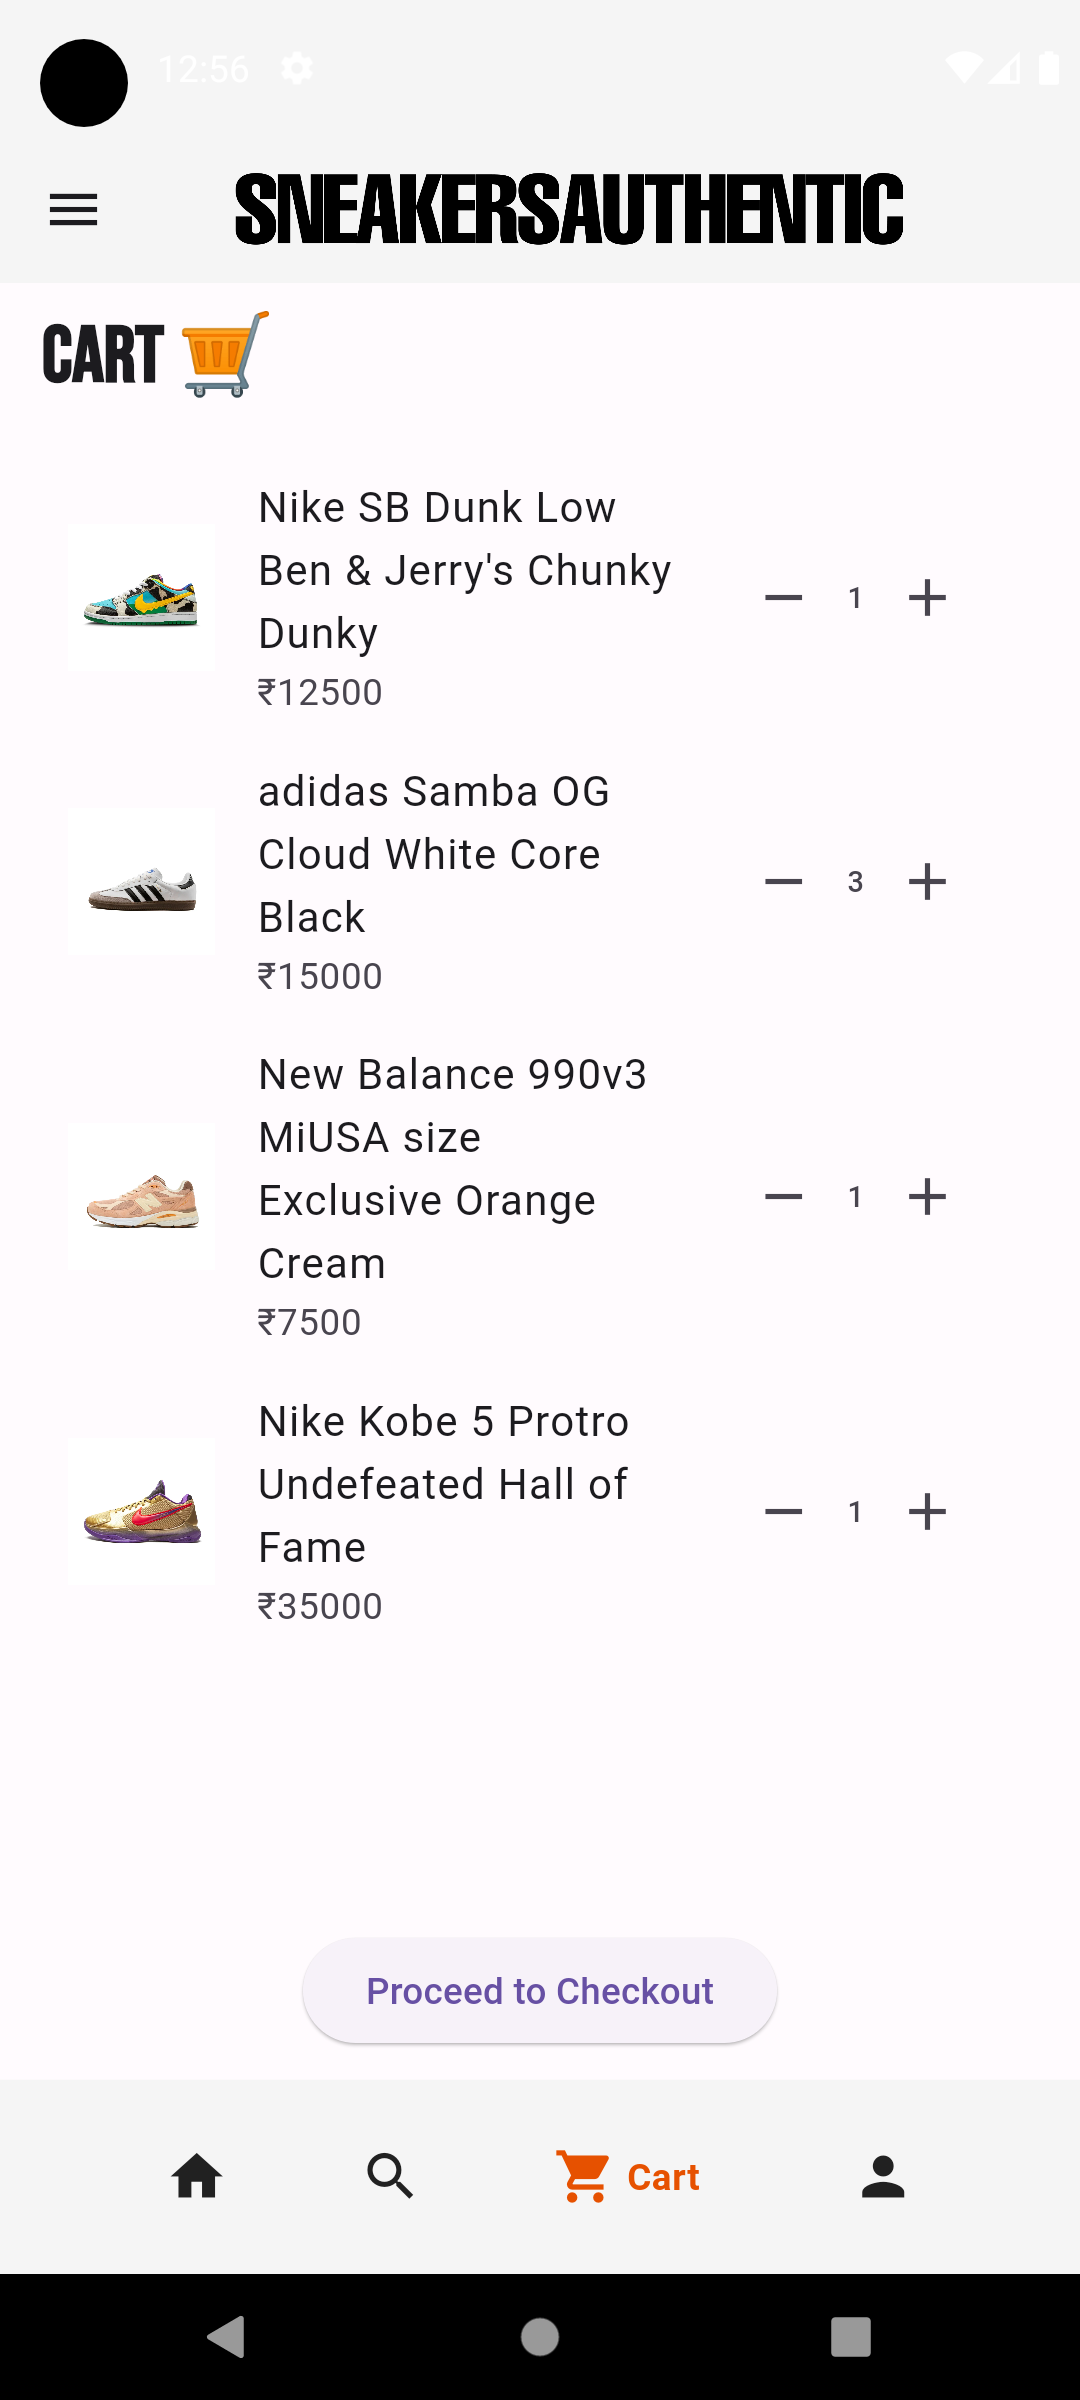 12:56
SNEAKERSAUTHENTIC
CART
Nike SB Dunk Low
Ben & Jerry's Chunky
Dunky
₹12500
1
adidas Samba OG
Cloud White Core
Black
₹15000
3
New Balance 990v3
MiUSA size
Exclusive Orange
Cream
₹7500
1
Nike Kobe 5 Protro
Undefeated Hall of
Fame
₹35000
1
Proceed to Checkout
Cart